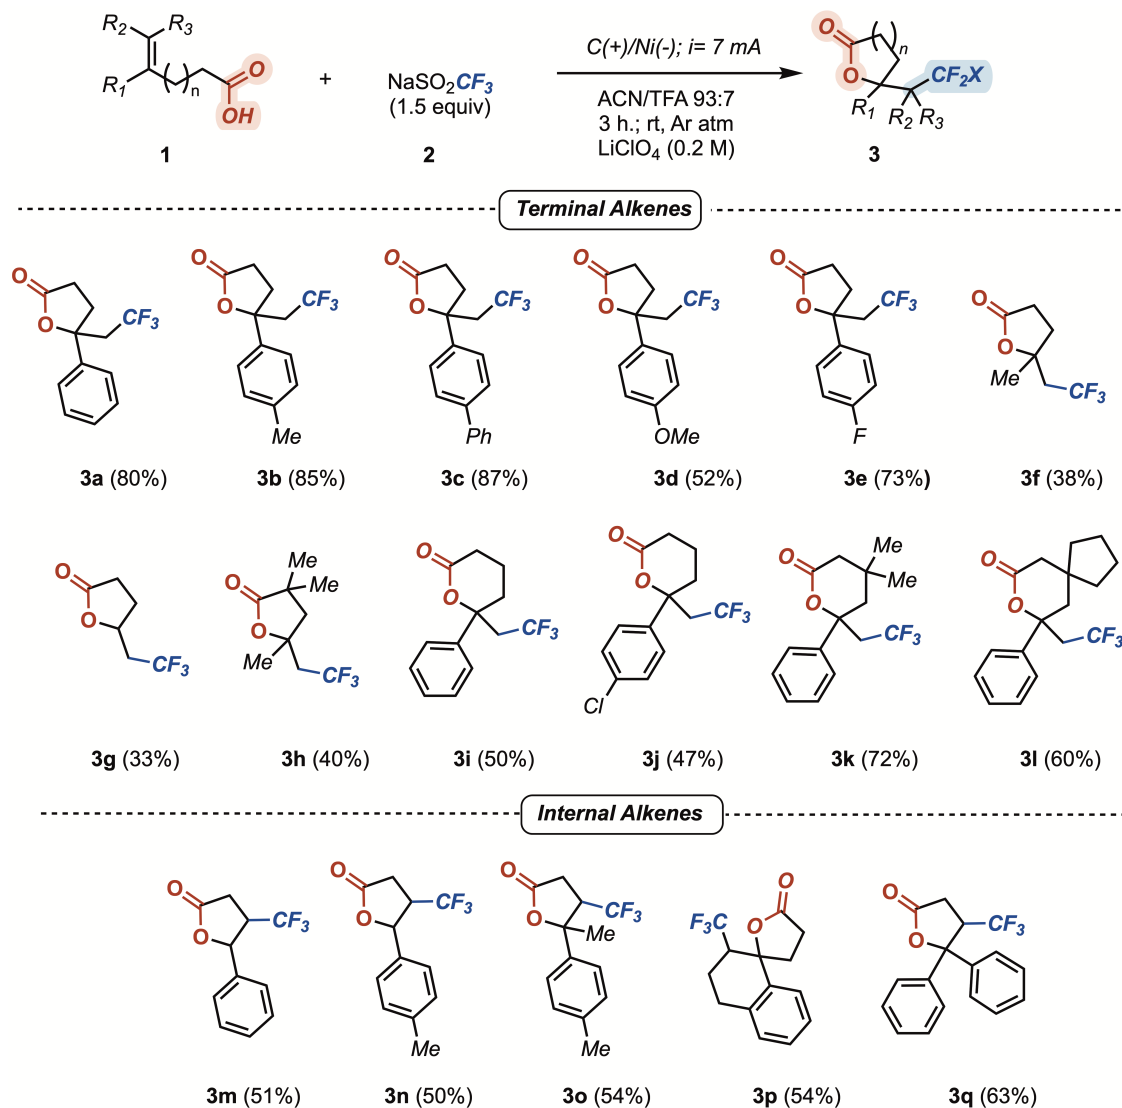 R2 R3
R1 ( )n O
OH
1
+
NaSO2CF3
(1.5 equiv)
2
C(+)/Ni(-); i= 7 mA
ACN/TFA 93:7
3 h.; rt, Ar atm
LiClO4 (0.2 M)
O ( )n
O CF2X
R1 R2 R3
3
Terminal Alkenes
O O CF3
O O CF3 Me
O O CF3 Ph
O O CF3 OMe
O O CF3 F
O O Me CF3
3a (80%) 3b (85%) 3c (87%) 3d (52%) 3e (73%) 3f (38%)
O O CF3
Me Me O O Me CF3
O O CF3
O O CF3 Cl
O O Me Me CF3
O O CF3
3g (33%) 3h (40%) 3i (50%) 3j (47%) 3k (72%) 3l (60%)
Internal Alkenes
O O CF3
O O CF3 Me
O O CF3 Me Me
F3C O O
O O CF3
3m (51%) 3n (50%) 3o (54%) 3p (54%) 3q (63%)